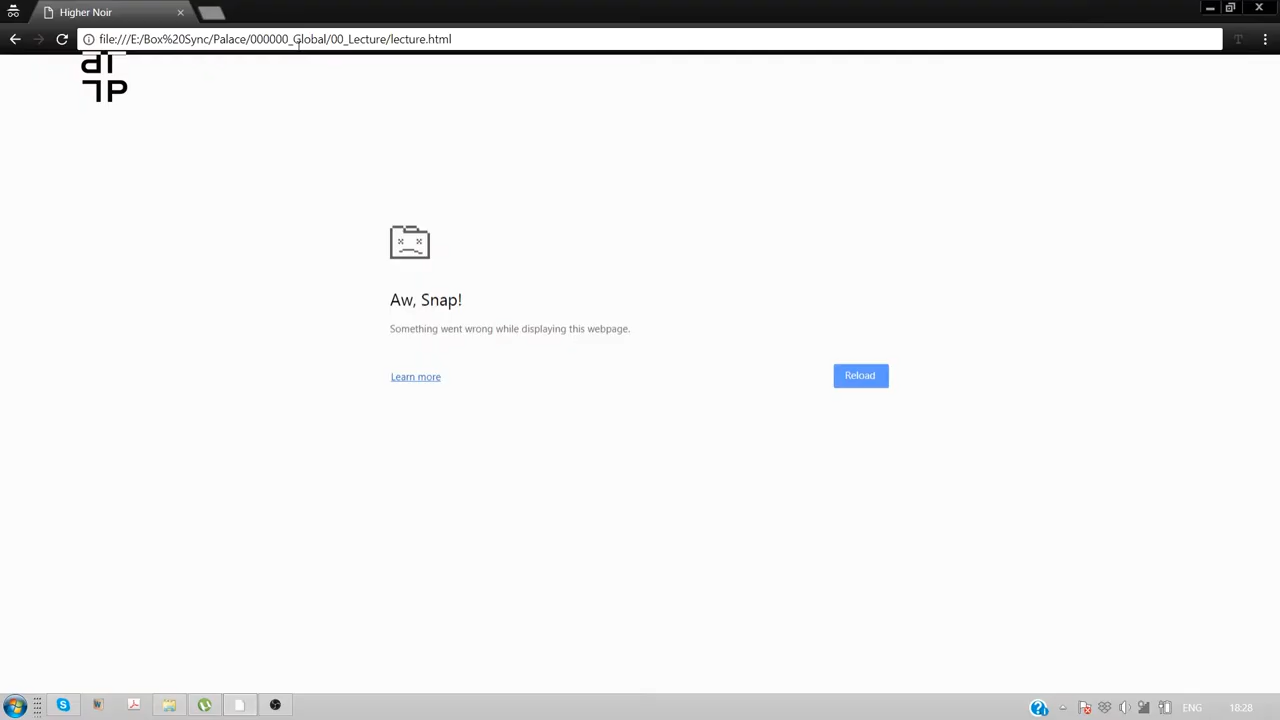 Higher Noir
file:///E:/Box%20Sync/Palace/000000_Global/00_Lecture/lecture.html
Aw, Snap!
Something went wrong while displaying this webpage.
Learn more
Reload
ENG
18:28